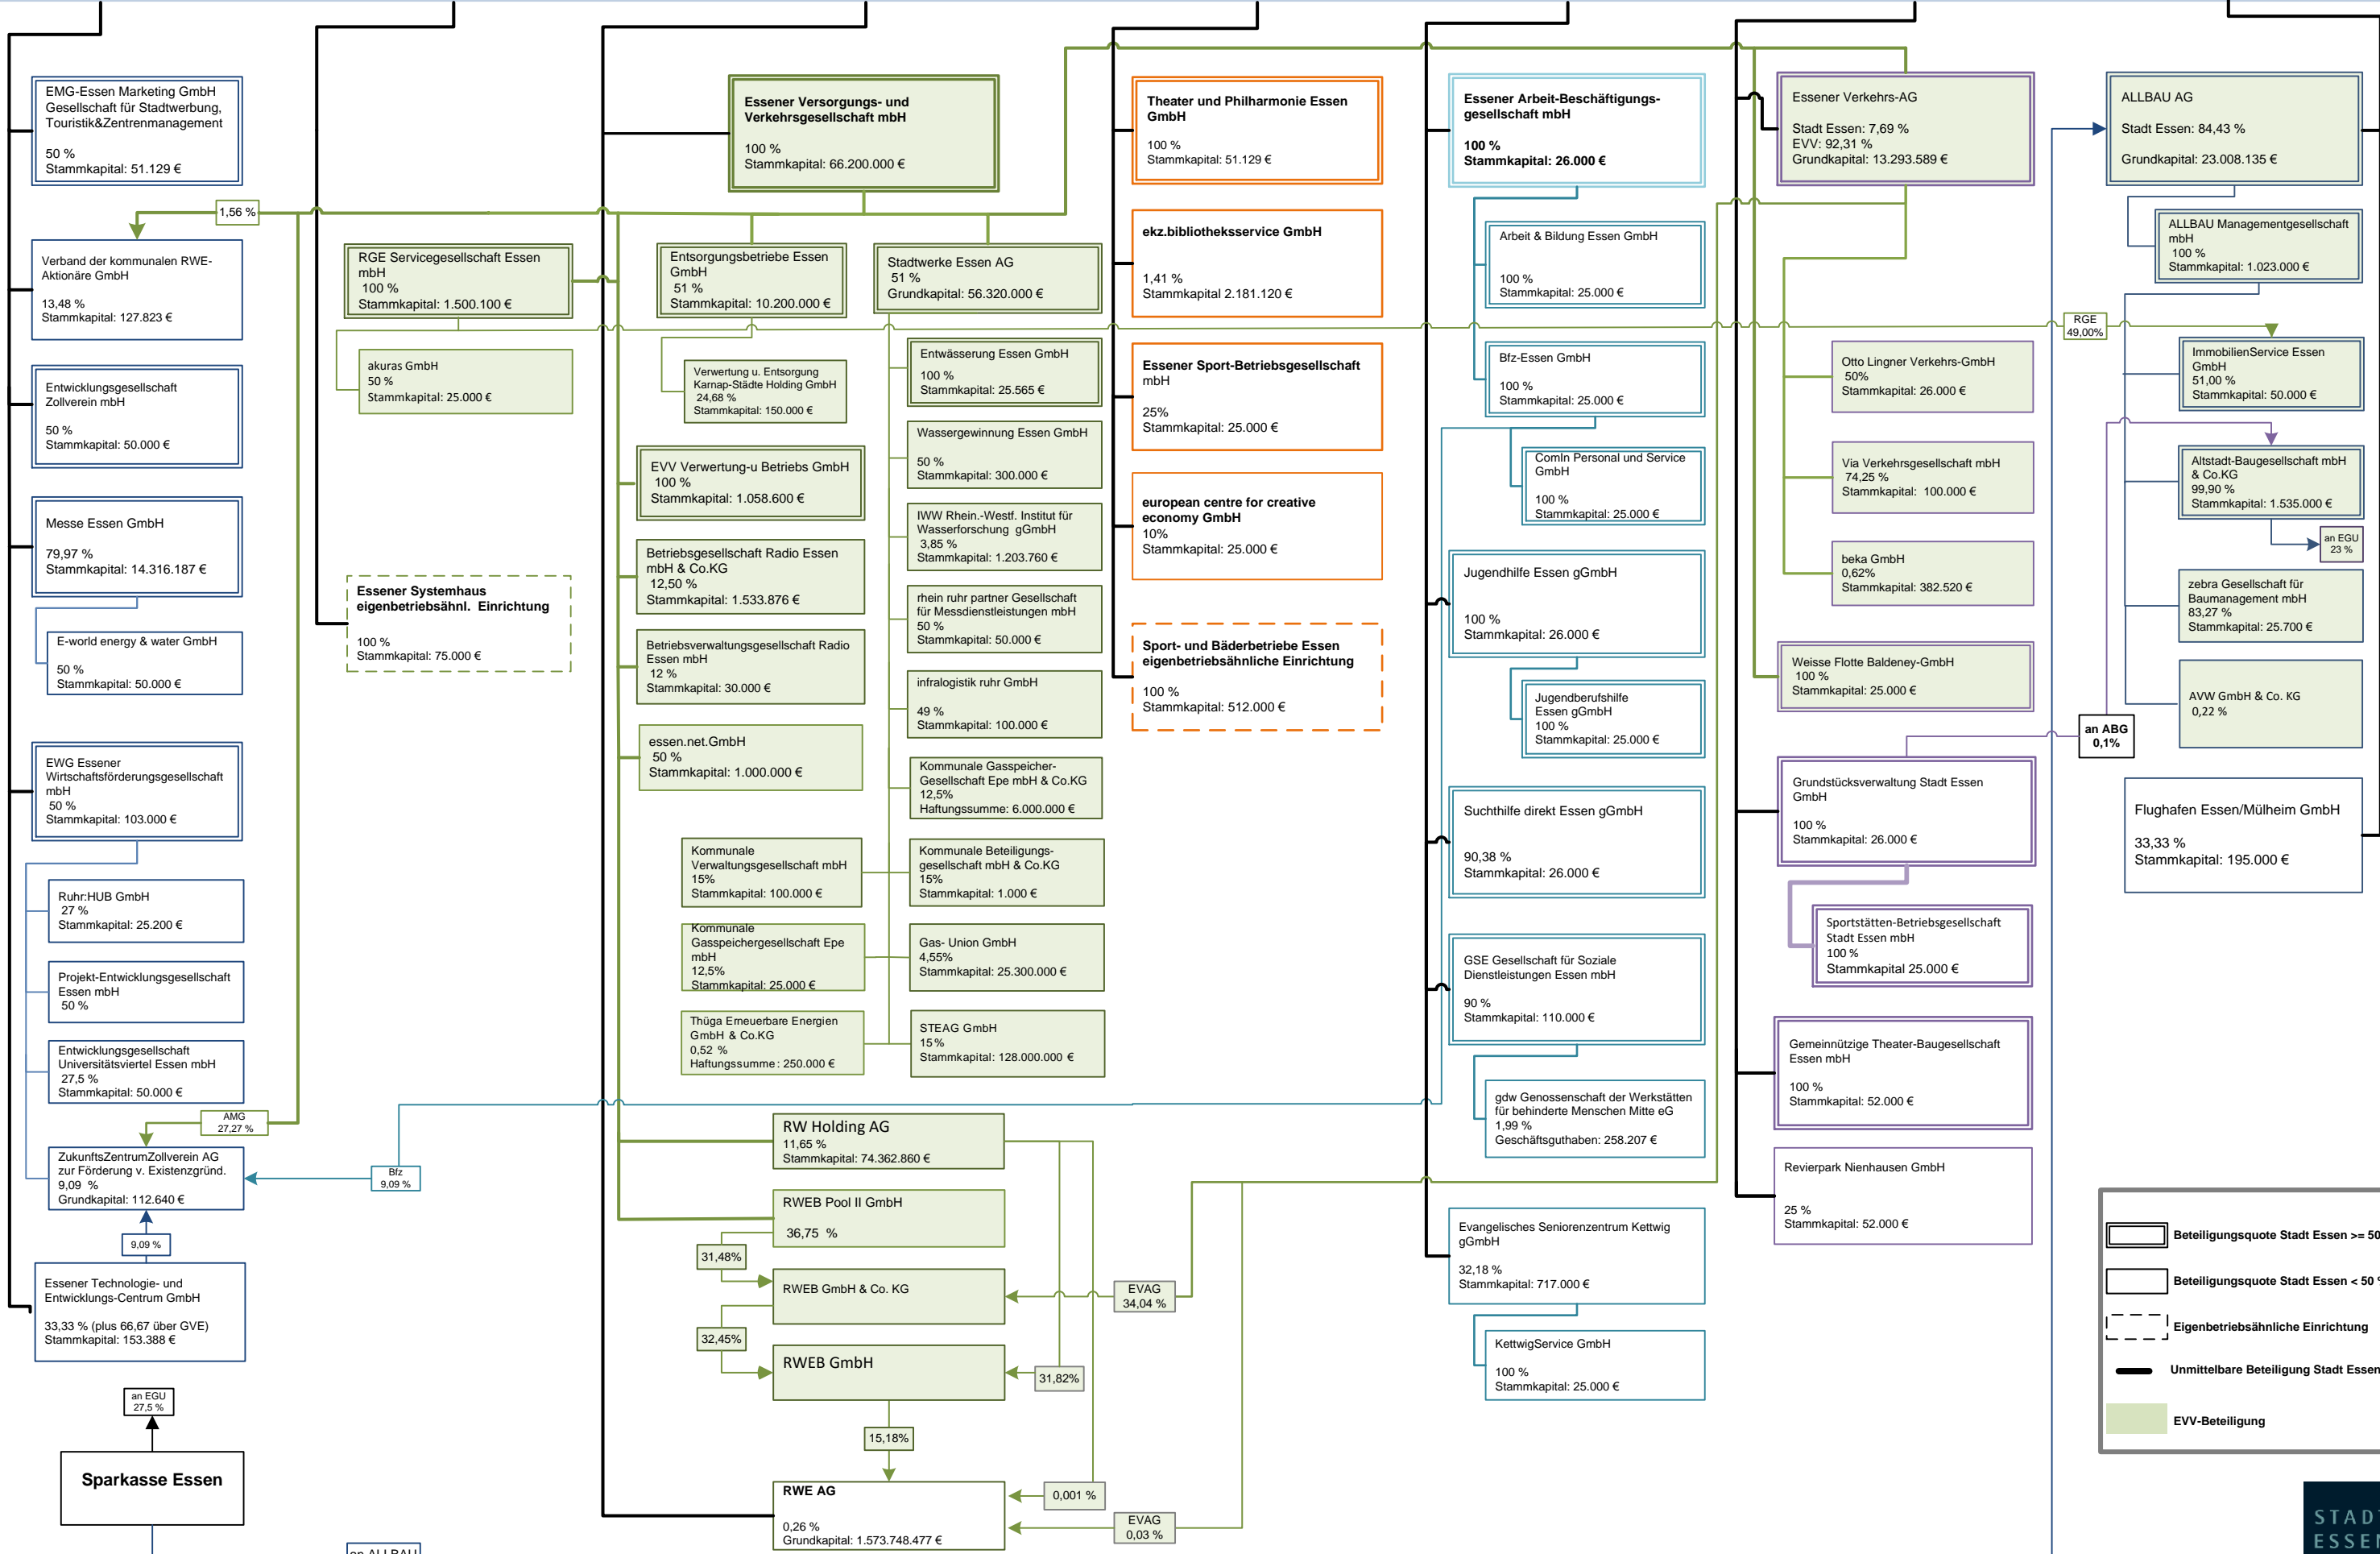 EMG-Essen Marketing GmbH
Gesellschaft für Stadtwerbung,
Touristik&Zentrenmanagement
50 %
Stammkapital: 51.129 €
1,56 %
Verband der kommunalen RWE-
Aktionäre GmbH
13,48 %
Stammkapital: 127.823 €
Entwicklungsgesellschaft
Zollverein mbH
50 %
Stammkapital: 50.000 €
Messe Essen GmbH
79,97 %
Stammkapital: 14.316.187 €
E-world energy & water GmbH
50 %
Stammkapital: 50.000 €
EWG Essener
Wirtschaftsförderungsgesellschaft
mbH
50 %
Stammkapital: 103.000 €
Ruhr:HUB GmbH
27 %
Stammkapital: 25.200 €
Projekt-Entwicklungsgesellschaft
Essen mbH
50 %
Entwicklungsgesellschaft
Universitätsviertel Essen mbH
27,5 %
Stammkapital: 50.000 €
AMG
27,27 %
ZukunftsZentrumZollverein AG
zur Förderung v. Existenzgründ.
9,09 %
Grundkapital: 112.640 €
Bfz
9,09 %
9,09 %
Essener Technologie- und
Entwicklungs-Centrum GmbH
33,33 % (plus 66,67 über GVE)
Stammkapital: 153.388 €
an EGU
27,5 %
Sparkasse Essen
an ALLBAU
RGE Servicegesellschaft Essen
mbH
100 %
Stammkapital: 1.500.100 €
akuras GmbH
50 %
Stammkapital: 25.000 €
Essener Systemhaus
eigenbetriebsähnl. Einrichtung
100 %
Stammkapital: 75.000 €
Essener Versorgungs- und
Verkehrsgesellschaft mbH
100 %
Stammkapital: 66.200.000 €
Entsorgungsbetriebe Essen
GmbH
51 %
Stammkapital: 10.200.000 €
Stadtwerke Essen AG
51 %
Grundkapital: 56.320.000 €
Verwertung u. Entsorgung
Karnap-Städte Holding GmbH
24,68 %
Stammkapital: 150.000 €
EVV Verwertung-u Betriebs GmbH
100 %
Stammkapital: 1.058.600 €
Betriebsgesellschaft Radio Essen
mbH & Co.KG
12,50 %
Stammkapital: 1.533.876 €
Betriebsverwaltungsgesellschaft Radio
Essen mbH
12 %
Stammkapital: 30.000 €
essen.net.GmbH
50 %
Stammkapital: 1.000.000 €
Entwässerung Essen GmbH
100 %
Stammkapital: 25.565 €
Wassergewinnung Essen GmbH
50 %
Stammkapital: 300.000 €
IWW Rhein.-Westf. Institut für
Wasserforschung gGmbH
3,85 %
Stammkapital: 1.203.760 €
rhein ruhr partner Gesellschaft
für Messdienstleistungen mbH
50 %
Stammkapital: 50.000 €
infralogistik ruhr GmbH
49 %
Stammkapital: 100.000 €
Kommunale Gasspeicher-
Gesellschaft Epe mbH & Co.KG
12,5%
Haftungssumme: 6.000.000 €
Kommunale
Verwaltungsgesellschaft mbH
15%
Stammkapital: 100.000 €
Kommunale Beteiligungs-
gesellschaft mbH & Co.KG
15%
Stammkapital: 1.000 €
Kommunale
Gasspeichergesellschaft Epe
mbH
12,5%
Stammkapital: 25.000 €
Gas- Union GmbH
4,55%
Stammkapital: 25.300.000 €
Thüga Erneuerbare Energien
GmbH & Co.KG
0,52 %
Haftungssumme: 250.000 €
STEAG GmbH
15%
Stammkapital: 128.000.000 €
RW Holding AG
11,65 %
Stammkapital: 74.362.860 €
RWEB Pool II GmbH
36,75 %
31,48%
RWEB GmbH & Co. KG
EVAG
34,04 %
32,45%
RWEB GmbH
31,82%
15,18%
RWE AG
0,26 %
Grundkapital: 1.573.748.477 €
0,001 %
EVAG
0,03 %
Theater und Philharmonie Essen
GmbH
100 %
Stammkapital: 51.129 €
ekz.bibliotheksservice GmbH
1,41 %
Stammkapital 2.181.120 €
Essener Sport-Betriebsgesellschaft
mbH
25%
Stammkapital: 25.000 €
european centre for creative
economy GmbH
10%
Stammkapital: 25.000 €
Sport- und Bäderbetriebe Essen
eigenbetriebsähnliche Einrichtung
100 %
Stammkapital: 512.000 €
Essener Arbeit-Beschäftigungs-
gesellschaft mbH
100 %
Stammkapital: 26.000 €
Arbeit & Bildung Essen GmbH
100 %
Stammkapital: 25.000 €
Bfz-Essen GmbH
100 %
Stammkapital: 25.000 €
ComIn Personal und Service
GmbH
100 %
Stammkapital: 25.000 €
Jugendhilfe Essen gGmbH
100 %
Stammkapital: 26.000 €
Jugendberufshilfe
Essen gGmbH
100 %
Stammkapital: 25.000 €
Suchthilfe direkt Essen gGmbH
90,38 %
Stammkapital: 26.000 €
GSE Gesellschaft für Soziale
Dienstleistungen Essen mbH
90 %
Stammkapital: 110.000 €
gdw Genossenschaft der Werkstätten
für behinderte Menschen Mitte eG
1,99 %
Geschäftsguthaben: 258.207 €
Evangelisches Seniorenzentrum Kettwig
gGmbH
32,18 %
Stammkapital: 717.000 €
KettwigService GmbH
100 %
Stammkapital: 25.000 €
Essener Verkehrs-AG
Stadt Essen: 7,69 %
EVV: 92,31 %
Grundkapital: 13.293.589 €
Otto Lingner Verkehrs-GmbH
50%
Stammkapital: 26.000 €
Via Verkehrsgesellschaft mbH
74,25 %
Stammkapital: 100.000 €
beka GmbH
0,62%
Stammkapital: 382.520 €
Weisse Flotte Baldeney-GmbH
100 %
Stammkapital: 25.000 €
an ABG
0,1%
Grundstücksverwaltung Stadt Essen
GmbH
100 %
Stammkapital: 26.000 €
Sportstätten-Betriebsgesellschaft
Stadt Essen mbH
100 %
Stammkapital 25.000 €
Gemeinnützige Theater-Baugesellschaft
Essen mbH
100 %
Stammkapital: 52.000 €
Revierpark Nienhausen GmbH
25 %
Stammkapital: 52.000 €
ALLBAU AG
Stadt Essen: 84,43 %
Grundkapital: 23.008.135 €
ALLBAU Managementgesellschaft
mbH
100 %
Stammkapital: 1.023.000 €
RGE
49,00%
ImmobilienService Essen
GmbH
51,00 %
Stammkapital: 50.000 €
Altstadt-Baugesellschaft mbH
& Co.KG
99,90 %
Stammkapital: 1.535.000 €
an EGU
23 %
zebra Gesellschaft für
Baumanagement mbH
83,27 %
Stammkapital: 25.700 €
AVW GmbH & Co. KG
0,22 %
Flughafen Essen/Mülheim GmbH
33,33 %
Stammkapital: 195.000 €
Beteiligungsquote Stadt Essen >= 50
Beteiligungsquote Stadt Essen < 50 %
Eigenbetriebsähnliche Einrichtung
Unmittelbare Beteiligung Stadt Essen
EVV-Beteiligung
STADT
ESSEN